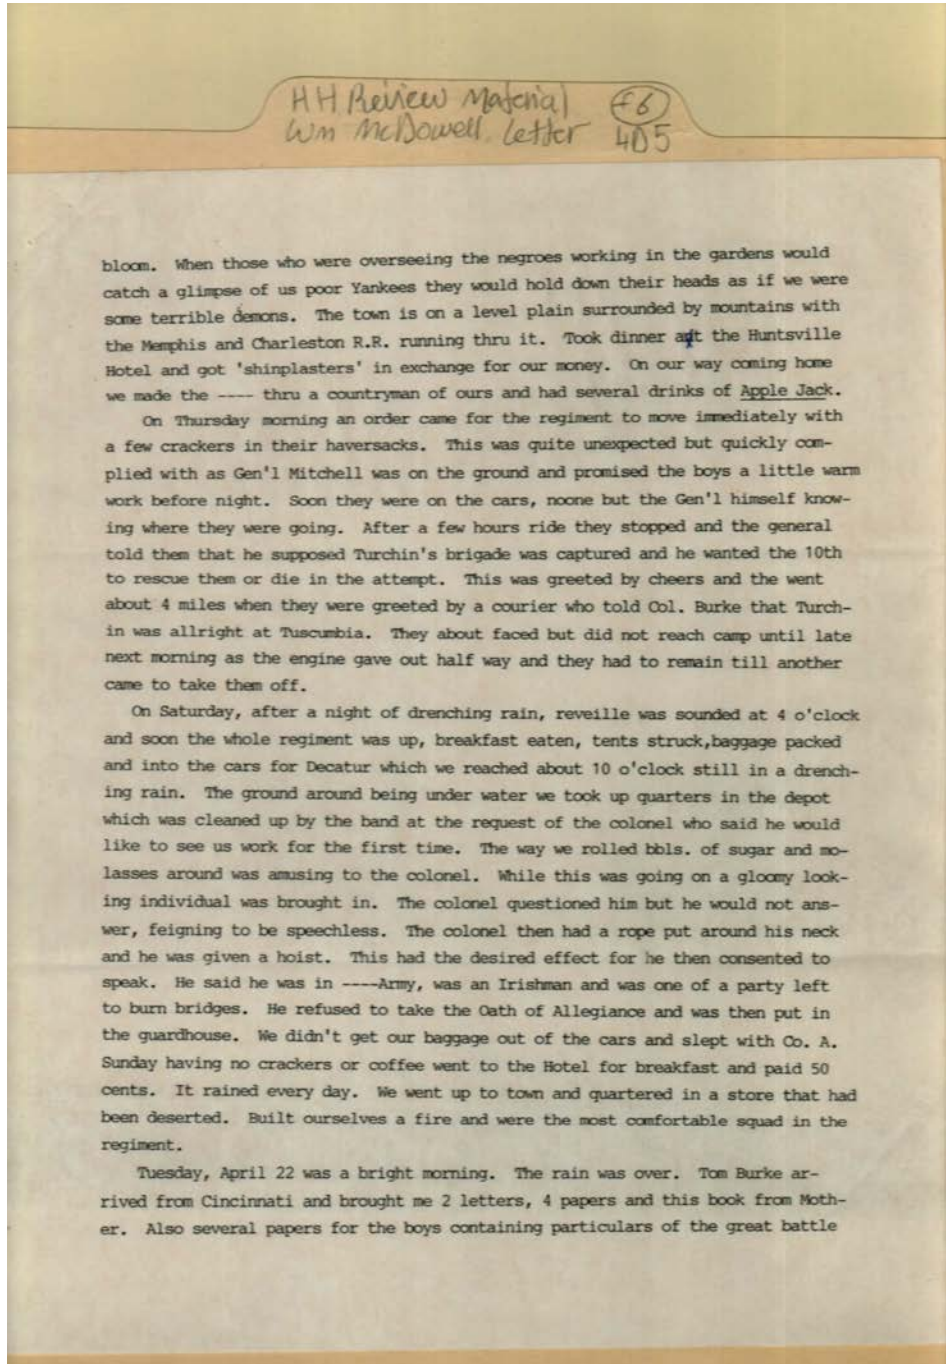 HH Review Material f6
Wm McDowell Letter 4D5
bloom. When those who were overseeing the negroes working in the gardens would
catch a glimpse of us poor Yankees they would hold down their heads as if we were
some terrible demons. The town is on a level plain surrounded by mountains with
the Memphis and Charleston R.R. running thru it. Took dinner at the Huntsville
Hotel and got 'shinplasters' in exchange for our money. On our way coming home
we made the ---- thru a countryman of ours and had several drinks of Apple Jack.
On Thursday morning an order came for the regiment to move immediately with
a few crackers in their haversacks. This was quite unexpected but quickly com-
plied with as Gen'l Mitchell was on the ground and promised the boys a little warm
work before night. Soon they were on the cars, noone but the Gen'l himself know-
ing where they were going. After a few hours ride they stopped and the general
told them that he supposed Turchin's brigade was captured and he wanted the 10th
to rescue them or die in the attempt. This was greeted by cheers and the went
about 4 miles when they were greeted by a courier who told Col. Burke that Turch-
in was allright at Tuscumbia. They about faced but did not reach camp until late
next morning as the engine gave out half way and they had to remain till another
came to take them off.
On Saturday, after a night of drenching rain, reveille was sounded at 4 o'clock
and soon the whole regiment was up, breakfast eaten, tents struck,baggage packed
and into the cars for Decatur which we reached about 10 o'clock still in a drench-
ing rain. The ground around being under water we took up quarters in the depot
which was cleaned up by the band at the request of the colonel who said he would
like to see us work for the first time. The way we rolled bbls. of sugar and mo-
lasses around was amusing to the colonel. While this was going on a gloomy look-
ing individual was brought in. The colonel questioned him but he would not ans-
wer, feigning to be speechless. The colonel then had a rope put around his neck
and he was given a hoist. This had the desired effect for he then consented to
speak. He said he was in ----Army, was an Irishman and was one of a party left
to burn bridges. He refused to take the Oath of Allegiance and was then put in
the guardhouse. We didn't get our baggage out of the cars and slept with Co. A.
Sunday having no crackers or coffee went to the Hotel for breakfast and paid 50
cents. It rained every day. We went up to town and quartered in a store that had
been deserted. Built ourselves a fire and were the most comfortable squad in the
regiment.
Tuesday, April 22 was a bright morning. The rain was over. Tom Burke ar-
rived from Cincinnati and brought me 2 letters, 4 papers and this book from Moth-
er. Also several papers for the boys containing particulars of the great battle